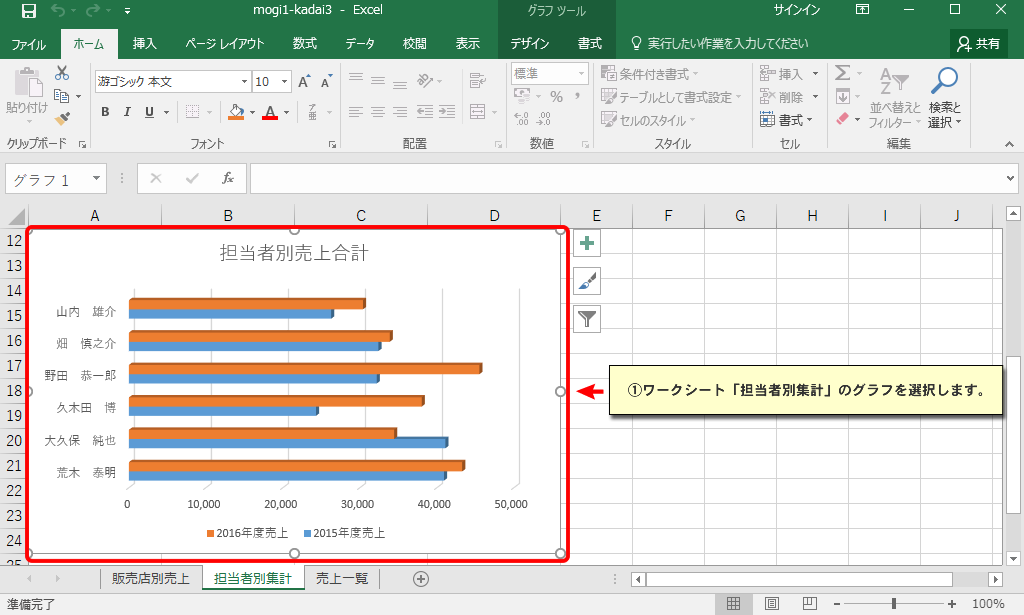 mogi1-kadai3 - Excel
グラフ ツール
サインイン
ファイル ホーム 挿入 ページ レイアウト 数式 データ 校閲 表示 デザイン 書式 実行したい作業を入力してください 共有
貼り付け
游ゴシック 本文 10
標準
条件付き書式
テーブルとして書式設定
セルのスタイル
挿入
削除
書式
並べ替えと
フィルター
検索と
選択
B I U A
クリップボード フォント 配置 数値 スタイル セル 編集
グラフ 1
fx
A B C D E F G H I J
12
13
14
15
16
17
18
19
20
21
22
23
24
25
担当者別売上合計
山内 雄介
畑 慎之介
野田 恭一郎
久木田 博
大久保 純也
荒木 泰明
0 10,000 20,000 30,000 40,000 50,000
2016年度売上 2015年度売上
①ワークシート「担当者別集計」のグラフを選択します。
販売店別売上 担当者別集計 売上一覧
準備完了
100%